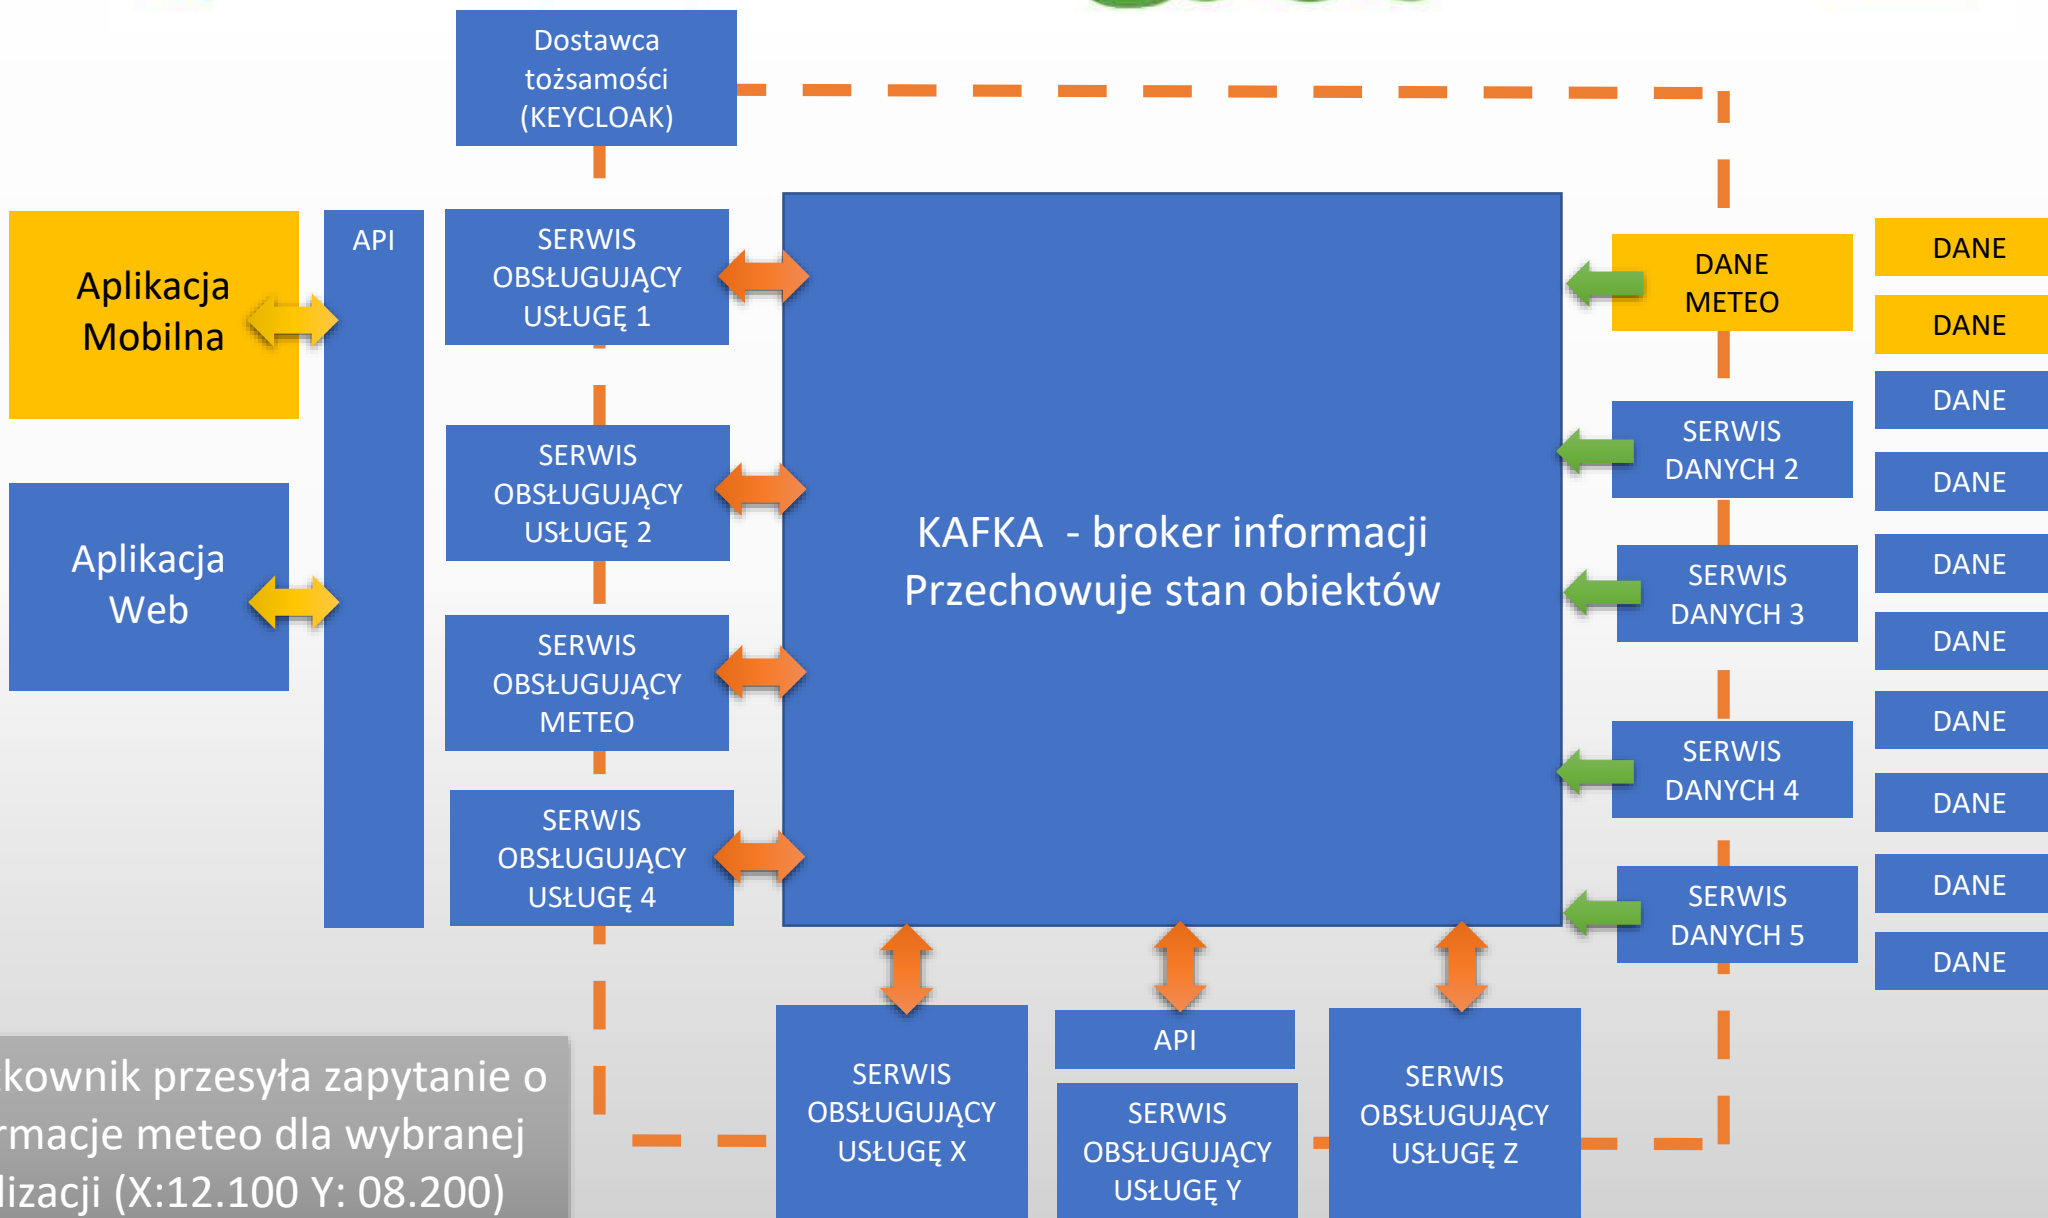 Dostawca
tożsamości
(KEYCLOAK)
Aplikacja
Mobilna
Aplikacja
Web
API
SERWIS
OBSŁUGUJĄCY
USŁUGĘ 1
SERWIS
OBSŁUGUJĄCY
USŁUGĘ 2
SERWIS
OBSŁUGUJĄCY
METEO
SERWIS
OBSŁUGUJĄCY
USŁUGĘ 4
KAFKA - broker informacji
Przechowuje stan obiektów
DANE
METEO
SERWIS
DANYCH 2
SERWIS
DANYCH 3
SERWIS
DANYCH 4
SERWIS
DANYCH 5
DANE
DANE
DANE
DANE
DANE
DANE
DANE
DANE
DANE
DANE
SERWIS
OBSŁUGUJĄCY
USŁUGĘ X
API
SERWIS
OBSŁUGUJĄCY
USŁUGĘ Y
SERWIS
OBSŁUGUJĄCY
USŁUGĘ Z
przesyła zapytanie o
meteo dla wybranej
(X:12.100 Y: 08.200)